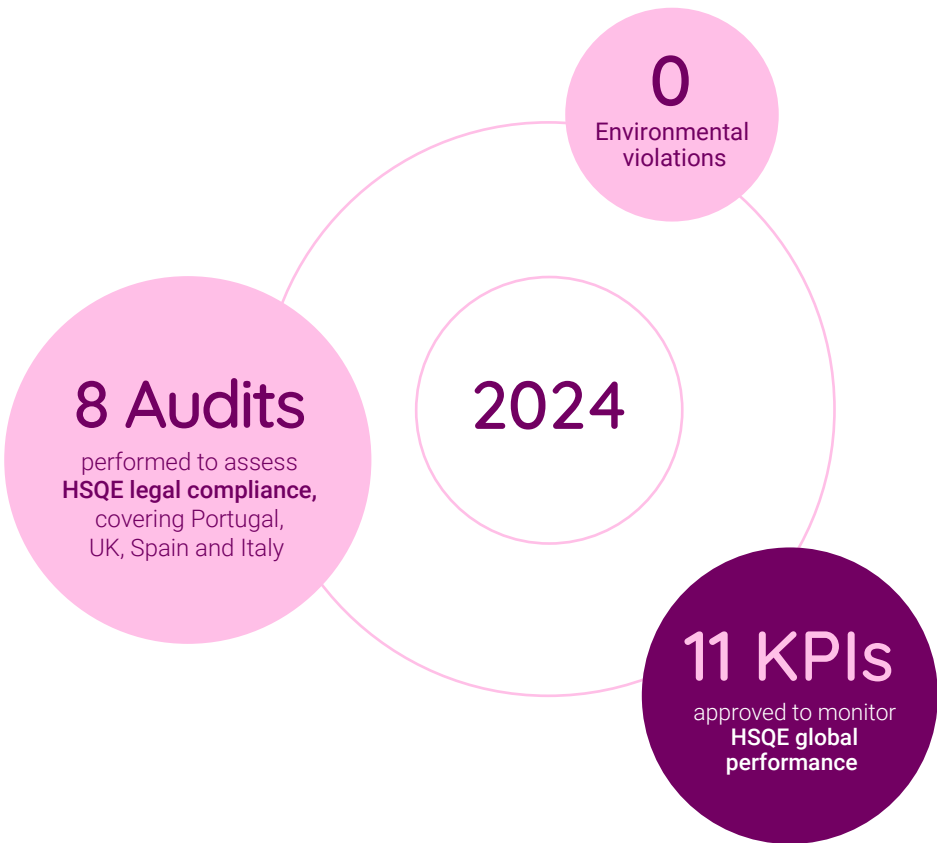 0
Environmental
violations
8 Audits
performed to assess
HSQE legal compliance,
covering Portugal,
UK, Spain and Italy
2024
11 KPIs
approved to monitor
HSQE global
performance